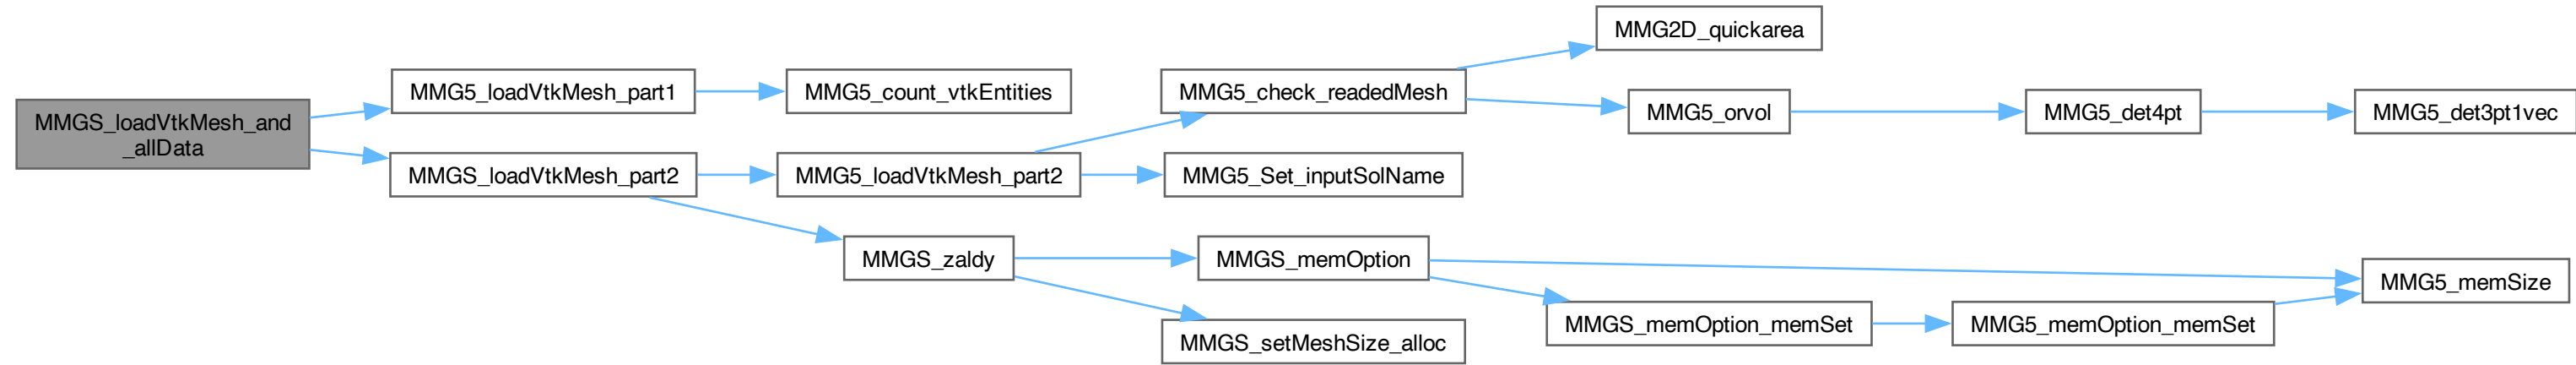 MMGS_loadVtkMesh_and
_allData
MMG5_loadVtkMesh_part1
MMG5_count_vtkEntities
MMGS_loadVtkMesh_part2
MMG5_loadVtkMesh_part2
MMG5_check_readedMesh
MMG2D_quickarea
MMG5_orvol
MMG5_det4pt
MMG5_det3pt1vec
MMG5_Set_inputSolName
MMGS_zaldy
MMGS_memOption
MMG5_memSize
MMGS_memOption_memSet
MMG5_memOption_memSet
MMGS_setMeshSize_alloc